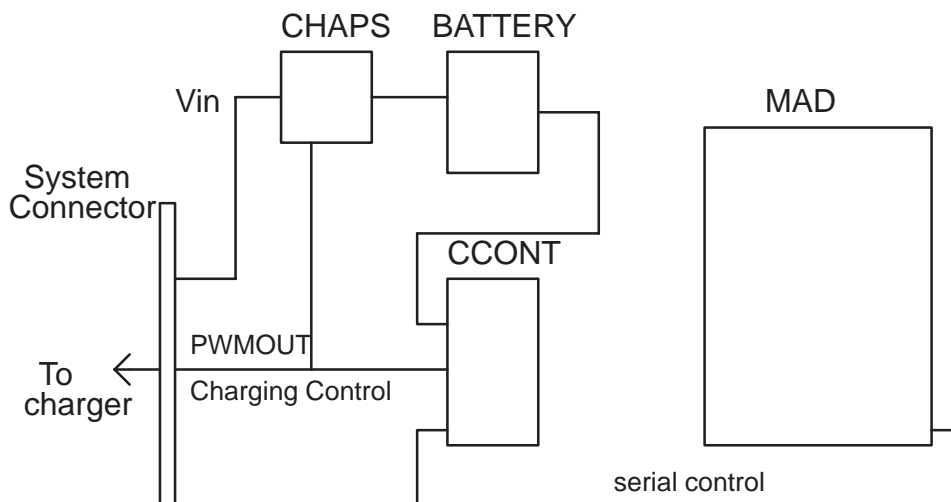 CHAPS
BATTERY
Vin
MAD
System
Connector
CCONT
PWMOUT
To
charger
Charging Control
serial control